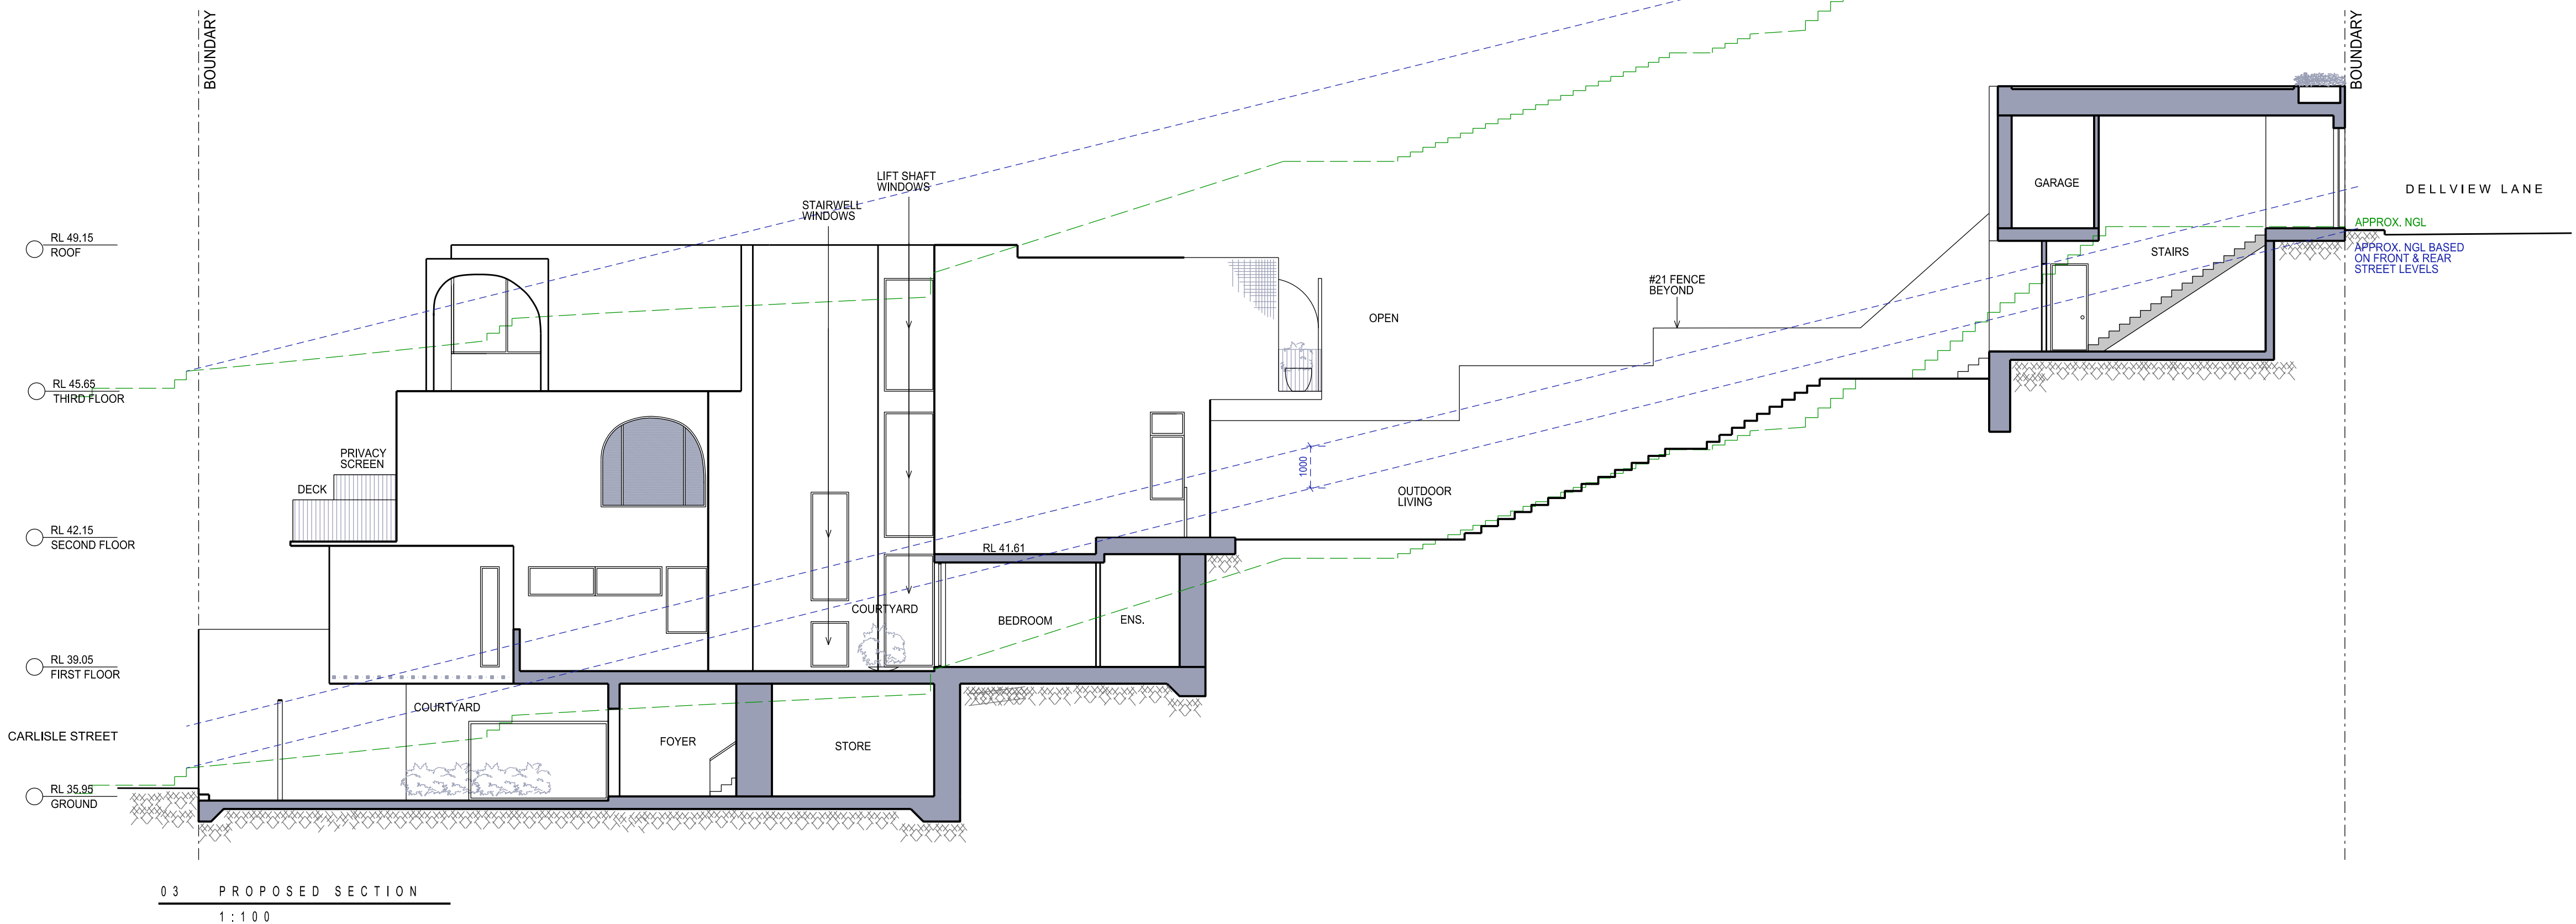 BOUNDARY
BOUNDARY
LIFT SHAFT
WINDOWS
STAIRWELL
WINDOWS
GARAGE
DELLVIEW LANE
APPROX. NGL
APPROX. NGL BASED
ON FRONT & REAR
STREET LEVELS
STAIRS
RL 49.15
ROOF
#21 FENCE
BEYOND
OPEN
RL 45.65
THIRD FLOOR
PRIVACY
SCREEN
DECK
1000
OUTDOOR
LIVING
RL 42.15
SECOND FLOOR
RL 41.61
COURTYARD
BEDROOM
ENS.
RL 39.05
FIRST FLOOR
COURTYARD
CARLISLE STREET
FOYER
STORE
RL 35.95
GROUND
03 PROPOSED SECTION
1:100